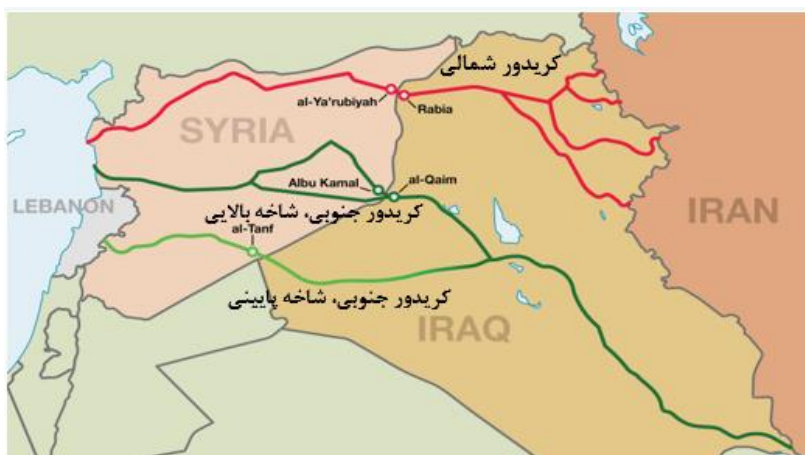 کریدور شمالی
al-Ya'rubiyah
Rabia
SYRIA
Albu Kamal
al-Qaim
LEBANON
IRAN
کریدور جنوبی، شاخه بالایی
al-Tanf
کریدور جنوبی، شاخه پایینی
IRAQ